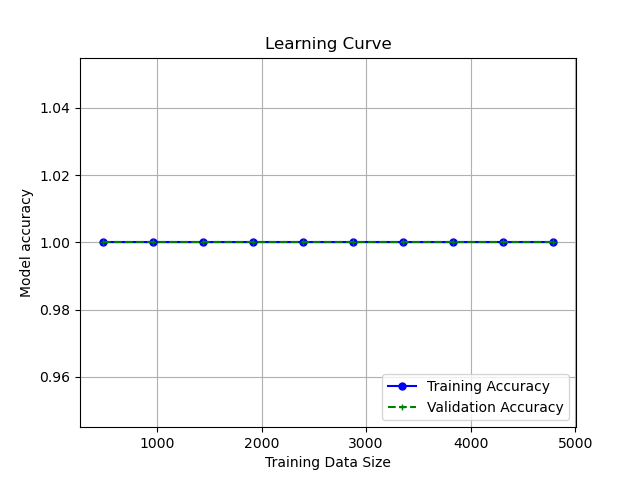 Learning Curve
Model accuracy
1.04
1.02
1.00
0.98
0.96
Training Accuracy
Validation Accuracy
1000 2000 3000 4000 5000
Training Data Size